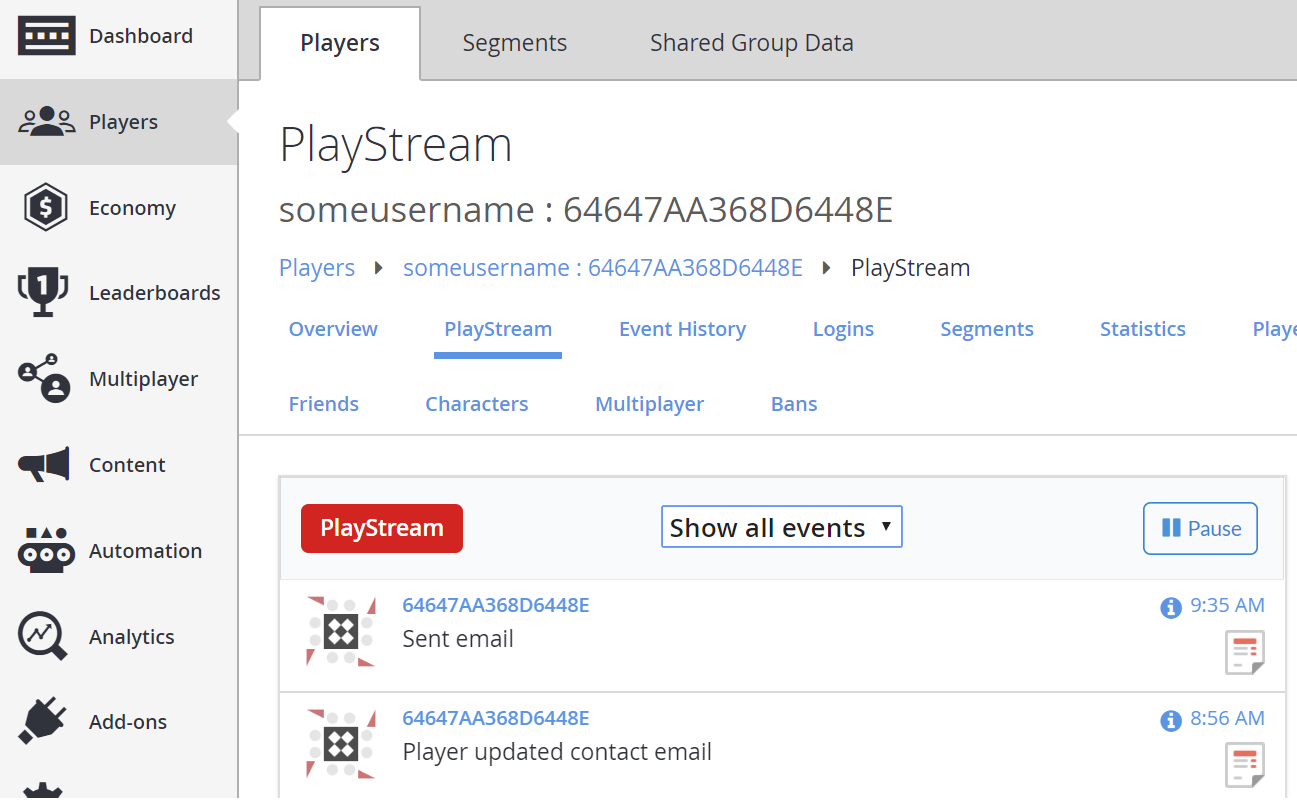 Dashboard
Players
Economy
Leaderboards
Multiplayer
Content
Automation
Analytics
Add-ons
Players Segments Shared Group Data
PlayStream
someusername : 64647AA368D6448E
Players someusername : 64647AA368D6448E PlayStream
Overview PlayStream Event History Logins Segments Statistics Playe
Friends Characters Multiplayer Bans
PlayStream Show all events Pause
64647AA368D6448E 9:35 AM
Sent email
64647AA368D6448E 8:56 AM
Player updated contact email